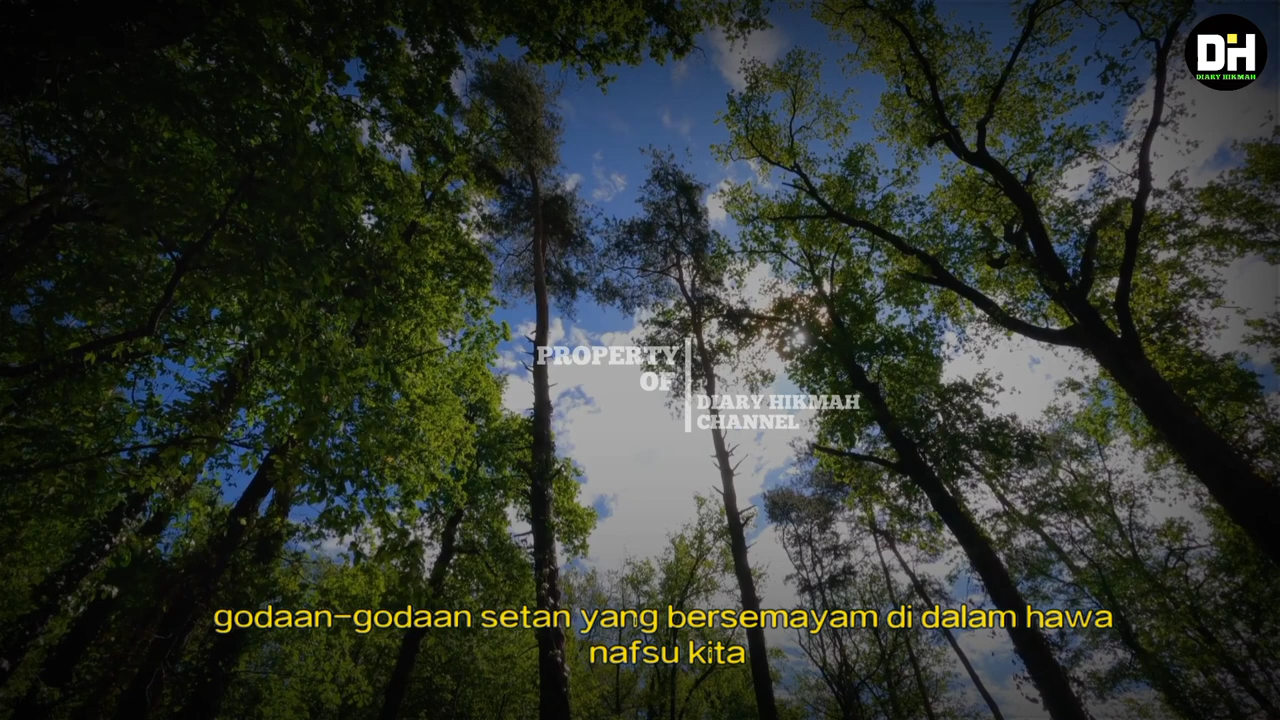 DH
DIARY HIKMAH
PROPERTY
OF
DIARY HIKMAH
CHANNEL
godaan-godaan setan yang bersemayam di dalam hawa
nafsu kita